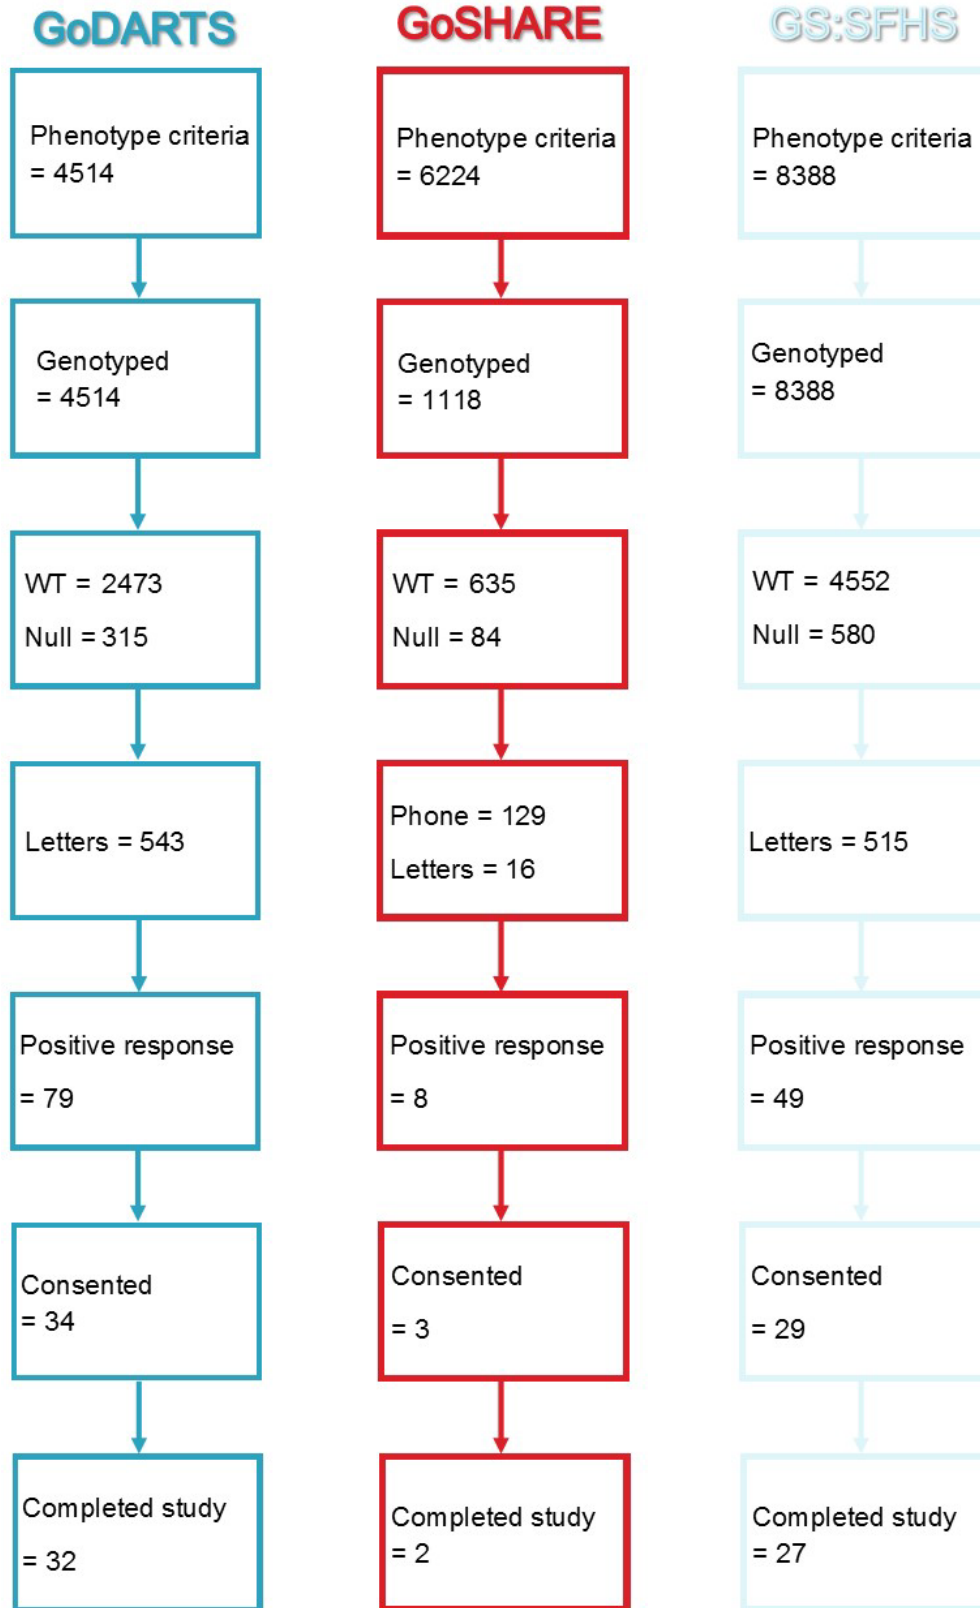 GoDARTS
Phenotype criteria
= 4514
Genotyped
= 4514
WT = 2473
Null = 315
Letters = 543
Positive response
= 79
Consented
= 34
Completed study
= 32
GoSHARE
Phenotype criteria
= 6224
Genotyped
= 1118
WT = 635
Null = 84
Phone = 129
Letters = 16
Positive response
= 8
Consented
= 3
Completed study
= 2
GS:SFHS
Phenotype criteria
= 8388
Genotyped
= 8388
WT = 4552
Null = 580
Letters = 515
Positive response
= 49
Consented
= 29
Completed study
= 27